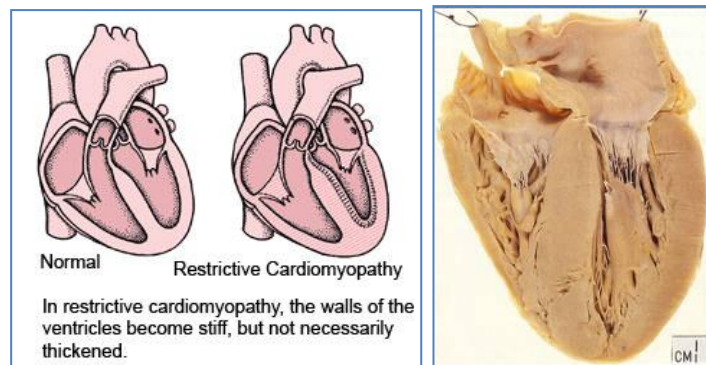 Normal
Restrictive Cardiomyopathy
In restrictive cardiomyopathy, the walls of the
ventricles become stiff, but not necessarily
thickened.
CM